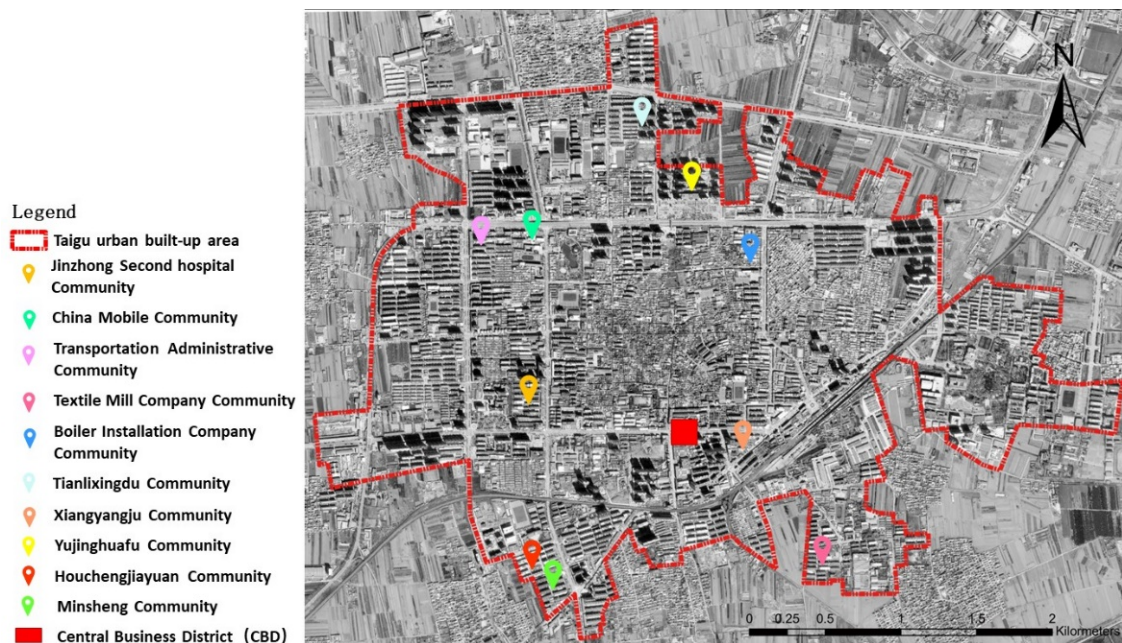 Legend
Taigu urban built-up area
Jinzhong Second hospital
Community
China Mobile Community
Transportation Administrative
Community
Textile Mill Company Community
Boiler Installation Company
Community
Tianlixingdu Community
Xiangyangju Community
Yujinghuafu Community
Houchengjiayuan Community
Minsheng Community
Central Business District（CBD）
N
0 0.25 0.5 1 1.5 2
Kilormeters